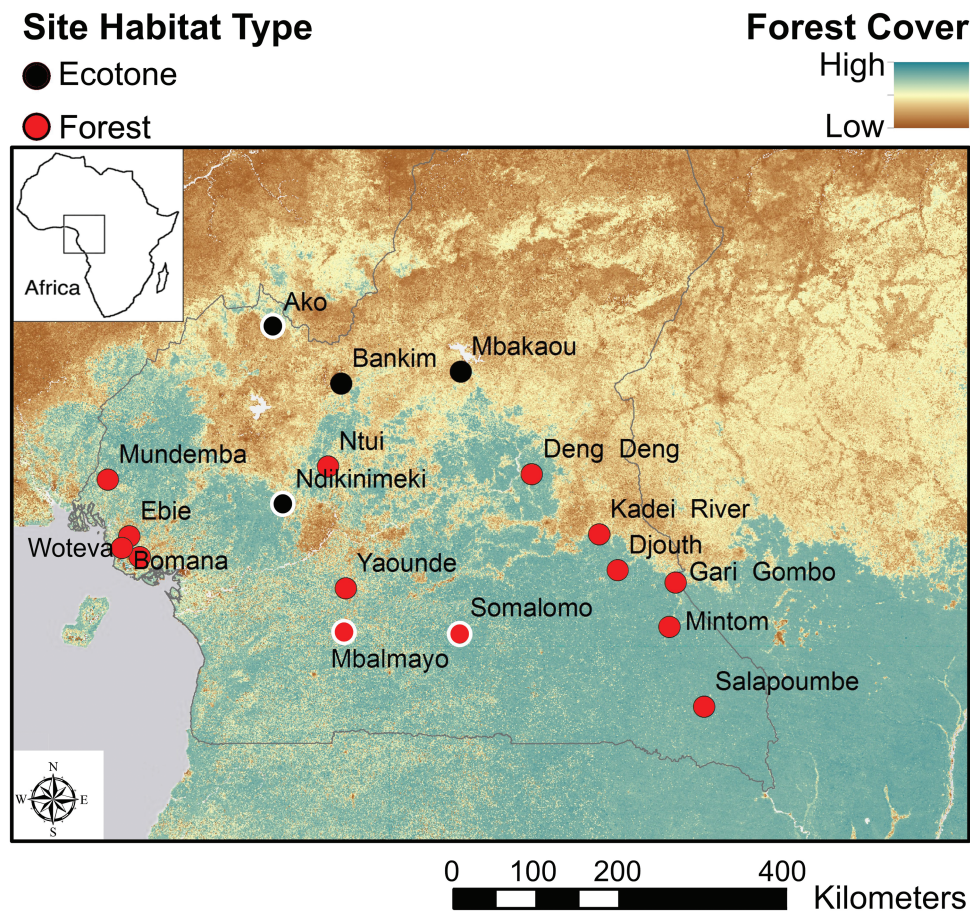 Site Habitat Type
Forest Cover
Ecotone
High
Forest
Low
Africa
Ako
Bankim
Mbakaou
Ntui
Mundemba
Deng Deng
Ndikinimeki
Ebie
Kadei River
Woteva
Bomana
Djouth
Yaounde
Gari Gombo
Somalomo
Mintom
Mbalmayo
Salapoumbe
N
W E
S
0 100 200 400
Kilometers